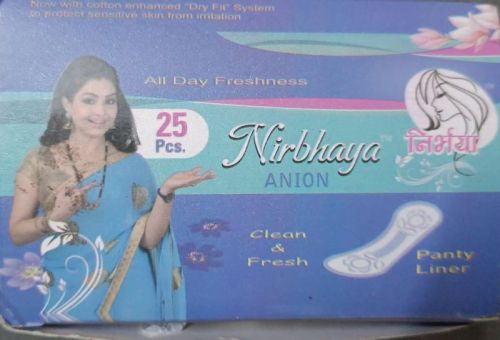 Now with cotton enhanced "Dry Fit" System
to protect sensitive skin from irritation
All Day Freshness
25
Pcs.
Nirbhaya™
निर्भया
ANION
Clean
&
Fresh
Panty
Liner